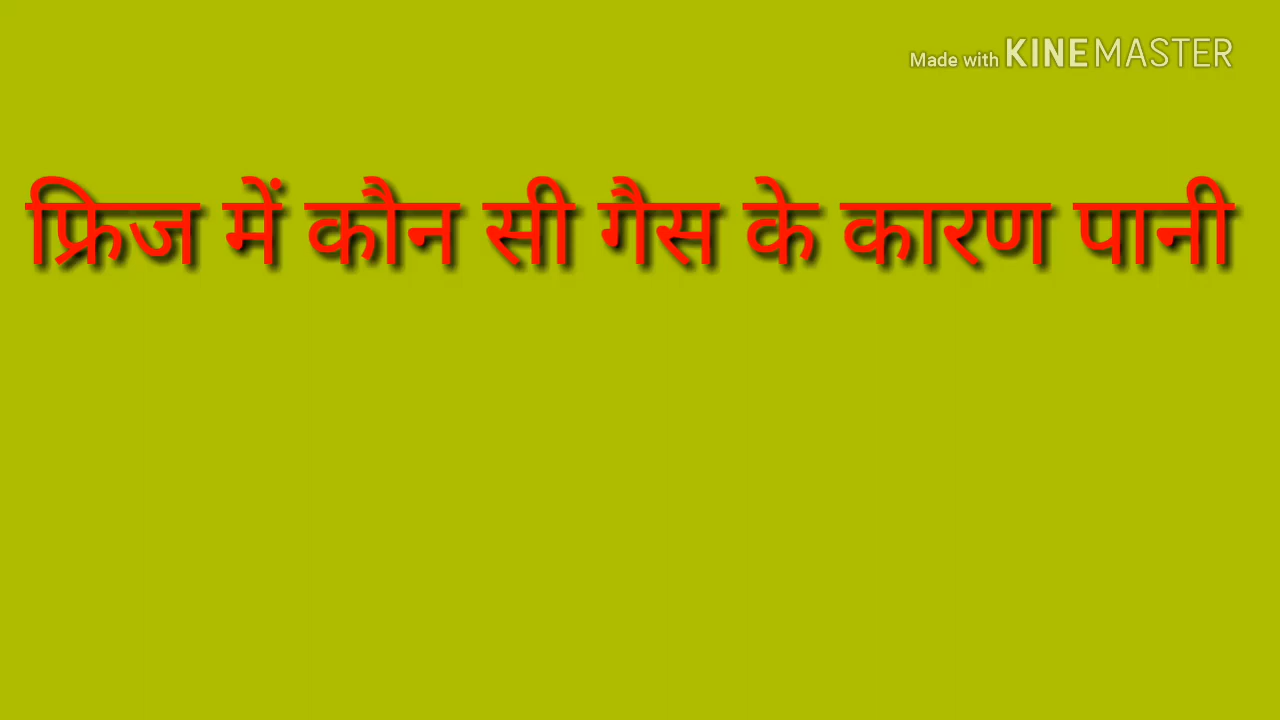 Made with KINEMASTER
फ्रिज में कौन सी गैस के कारण पानी